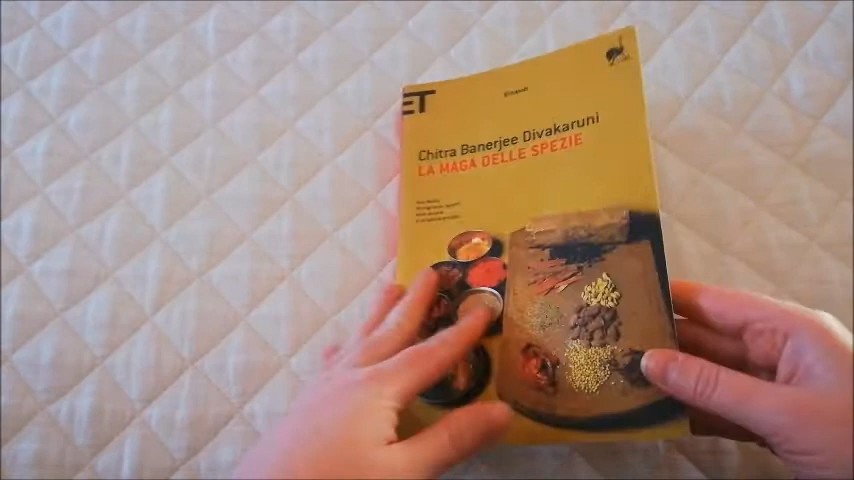 ET
Einaudi
Chitra Banerjee Divakaruni
LA MAGA DELLE SPEZIE